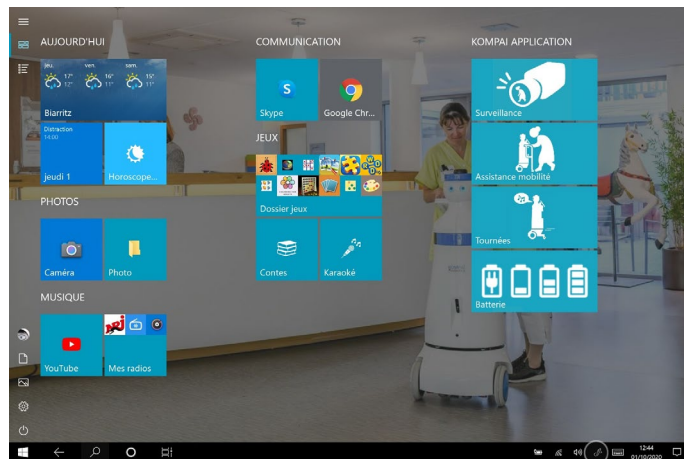 AUJOURD'HUI
jeu. ven. sam.
17° 16° 15°
12° 11° 11°
Biarritz
Distraction
14:00
jeudi 1
Horoscope...
PHOTOS
Caméra
Photo
MUSIQUE
YouTube
NRJ
Mes radios
COMMUNICATION
Skype
Google Chr...
JEUX
Dossier jeux
Contes
Karaoké
KOMPAI APPLICATION
Surveillance
Assistance mobilité
Tournées
Batterie
12:44
01/10/2020